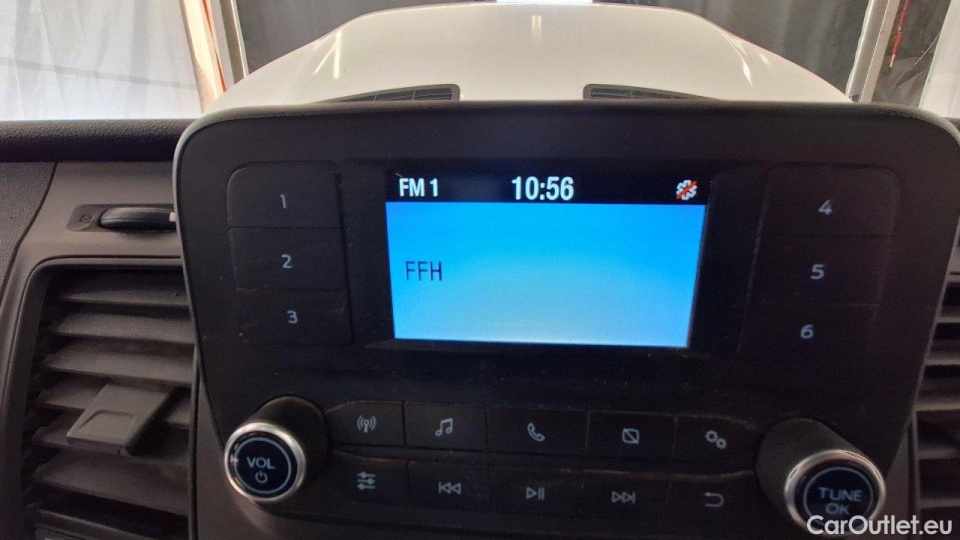 FM 1 10:56
FFH
1
2
3
4
5
6
VOL
TUNE
OK
CarOutlet.eu